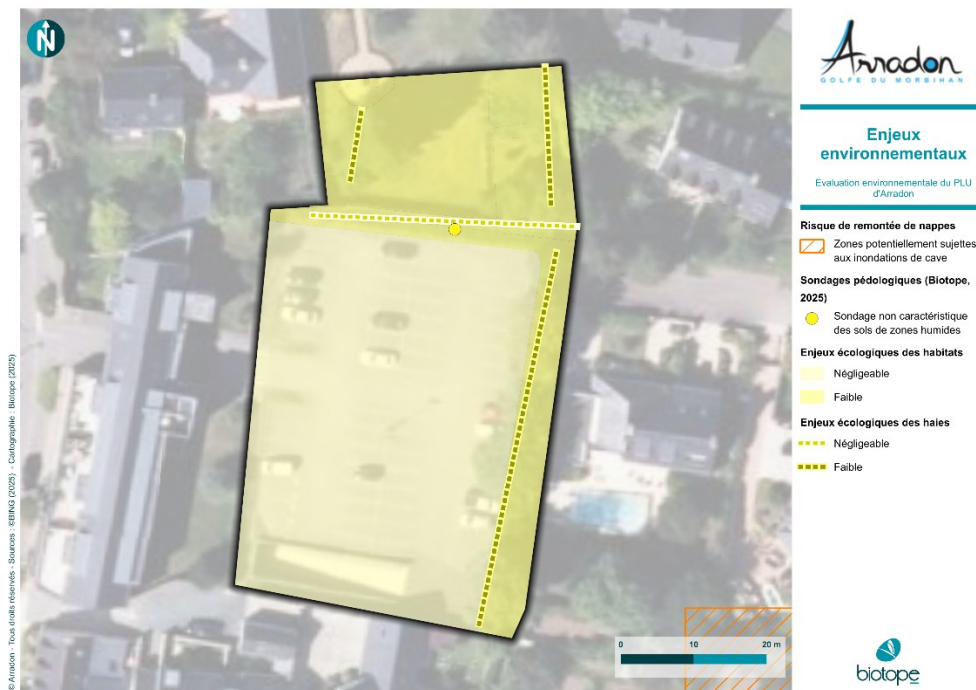 N
Arradon
GOLFE DU MORBIHAN
Enjeux
environnementaux
Evaluation environnementale du PLU
d'Arradon
Risque de remontée de nappes
Zones potentiellement sujettes
aux inondations de cave
Sondages pédologiques (Biotope,
2025)
Sondage non caractéristique
des sols de zones humides
Enjeux écologiques des habitats
Négligeable
Faible
Enjeux écologiques des haies
Négligeable
Faible
0 10 20 m
biotope
© Arradon - Tous droits réservés - Sources : ©BING (2025) - Cartographie : Biotope (2025)